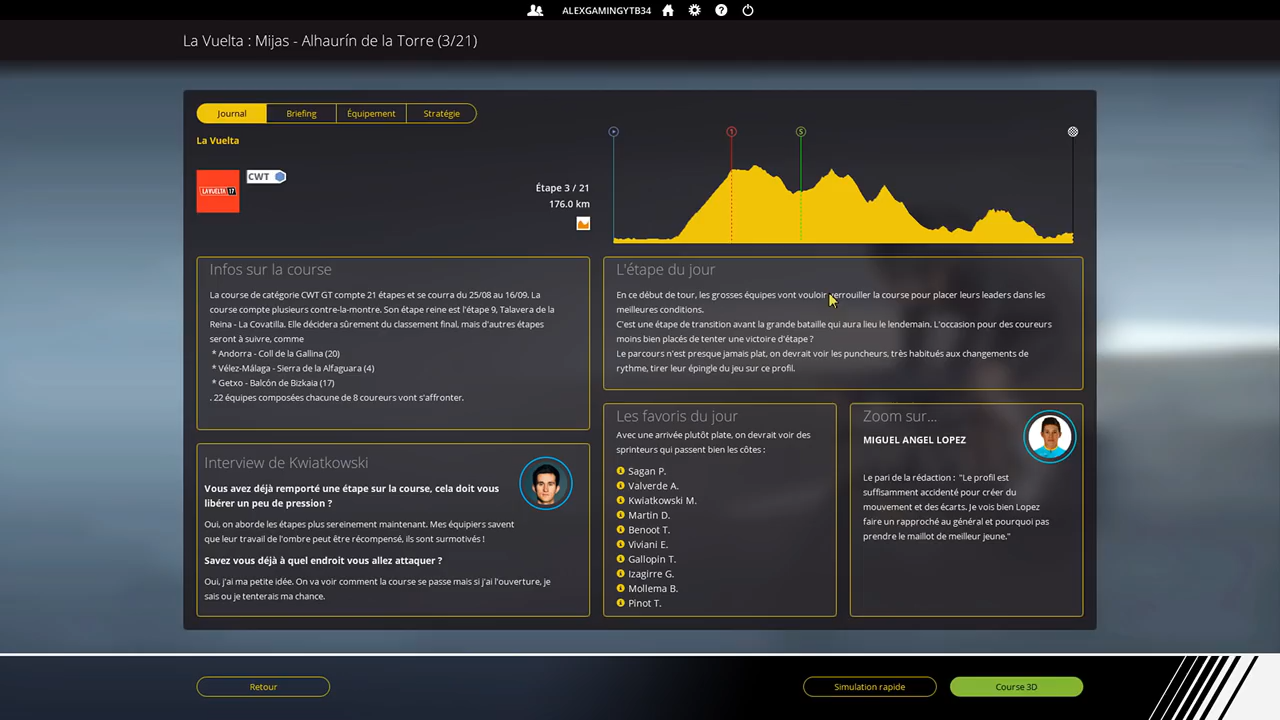 ALEXGAMINGYTB34
La Vuelta : Mijas - Alhaurín de la Torre (3/21)
Journal
Briefing
Équipement
Stratégie
La Vuelta
LA VUELTA 17
CWT
Étape 3 / 21
176.0 km
1
S
Infos sur la course
La course de catégorie CWT GT compte 21 étapes et se courra du 25/08 au 16/09. La
course compte plusieurs contre-la-montre. Son étape reine est l'étape 9, Talavera de la
Reina - La Covatilla. Elle décidera sûrement du classement final, mais d'autres étapes
seront à suivre, comme
* Andorra - Coll de la Gallina (20)
* Vélez-Málaga - Sierra de la Alfaguara (4)
* Getxo - Balcón de Bizkaia (17)
. 22 équipes composées chacune de 8 coureurs vont s'affronter.
L'étape du jour
En ce début de tour, les grosses équipes vont vouloir verrouiller la course pour placer leurs leaders dans les
meilleures conditions.
C'est une étape de transition avant la grande bataille qui aura lieu le lendemain. L'occasion pour des coureurs
moins bien placés de tenter une victoire d'étape ?
Le parcours n'est presque jamais plat, on devrait voir les puncheurs, très habitués aux changements de
rythme, tirer leur épingle du jeu sur ce profil.
Interview de Kwiatkowski
Vous avez déjà remporté une étape sur la course, cela doit vous
libérer un peu de pression ?
Oui, on aborde les étapes plus sereinement maintenant. Mes équipiers savent
que leur travail de l'ombre peut être récompensé, ils sont surmotivés !
Savez vous déjà à quel endroit vous allez attaquer ?
Oui, j'ai ma petite idée. On va voir comment la course se passe mais si j'ai l'ouverture, je
sais ou je tenterais ma chance.
Les favoris du jour
Avec une arrivée plutôt plate, on devrait voir des
sprinteurs qui passent bien les côtes :
Sagan P.
Valverde A.
Kwiatkowski M.
Martin D.
Benoot T.
Viviani E.
Gallopin T.
Izagirre G.
Mollema B.
Pinot T.
Zoom sur...
MIGUEL ANGEL LOPEZ
Le pari de la rédaction : "Le profil est
suffisamment accidenté pour créer du
mouvement et des écarts. Je vois bien Lopez
faire un rapproché au général et pourquoi pas
prendre le maillot de meilleur jeune."
Retour
Simulation rapide
Course 3D